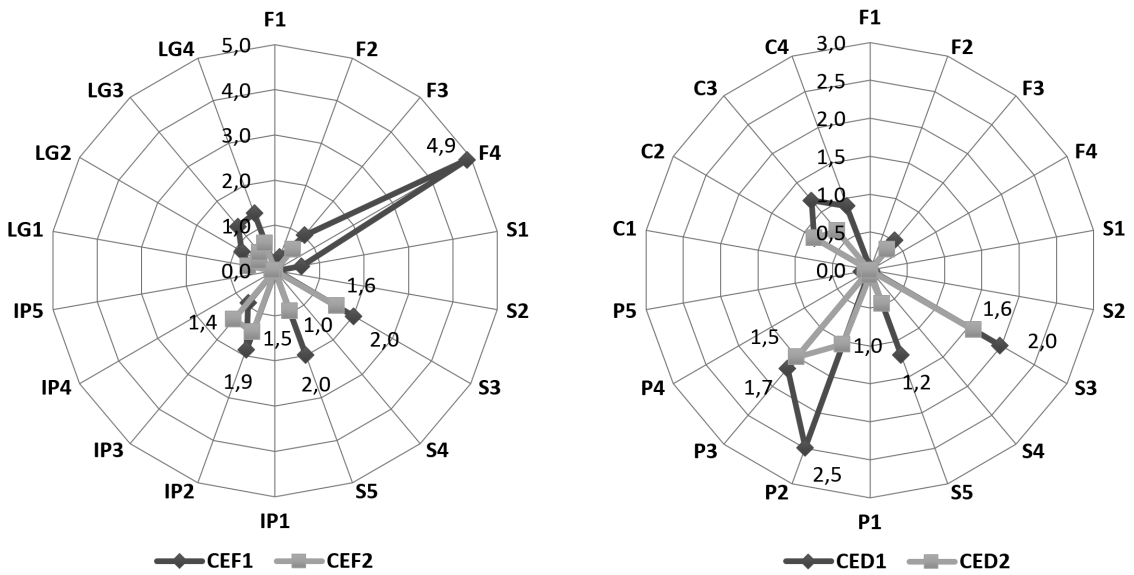 F1
F2
F3
F4
S1
S2
S3
S4
S5
IP1
IP2
IP3
IP4
IP5
LG1
LG2
LG3
LG4
5,0
4,0
3,0
2,0
1,0
0,0
4,9
1,6
2,0
1,0
2,0
1,5
1,9
1,4
CEF1
CEF2
F1
F2
F3
F4
S1
S2
S3
S4
S5
P1
P2
P3
P4
P5
C1
C2
C3
C4
3,0
2,5
2,0
1,5
1,0
0,5
0,0
1,6
2,0
1,2
1,0
2,5
1,7
1,5
CED1
CED2